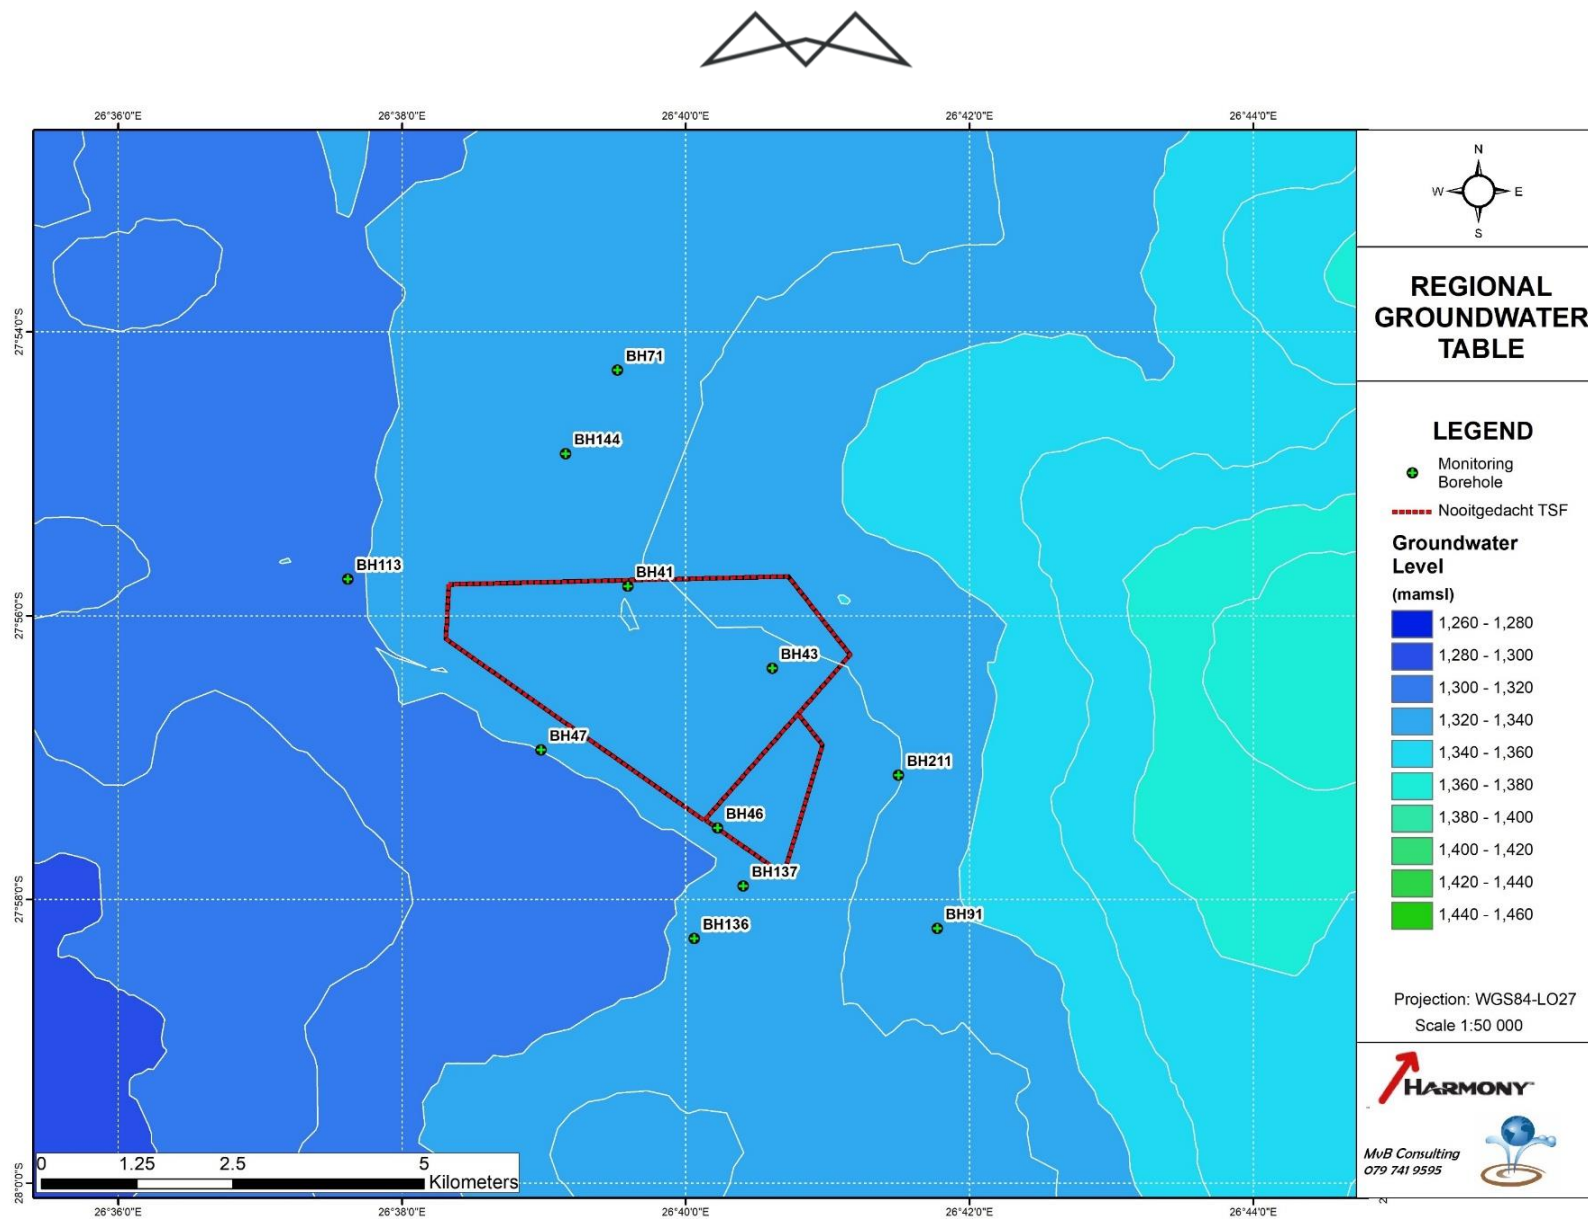 26°36'0"E 26°38'0"E 26°40'0"E 26°42'0"E 26°44'0"E
N
W E
S
REGIONAL
GROUNDWATER
TABLE
27°54'0"S
BH71
BH144
BH113
BH41
27°56'0"S
BH43
BH47
BH211
BH46
BH137
27°58'0"S
BH136
BH91
LEGEND
Monitoring
Borehole
Nooitgedacht TSF
Groundwater
Level
(mamsl)
1,260 - 1,280
1,280 - 1,300
1,300 - 1,320
1,320 - 1,340
1,340 - 1,360
1,360 - 1,380
1,380 - 1,400
1,400 - 1,420
1,420 - 1,440
1,440 - 1,460
Projection: WGS84-LO27
Scale 1:50 000
HARMONY
MvB Consulting
079 741 9595
0 1.25 2.5 5
Kilometers
28°0'0"S
2
26°36'0"E 26°38'0"E 26°40'0"E 26°42'0"E 26°44'0"E